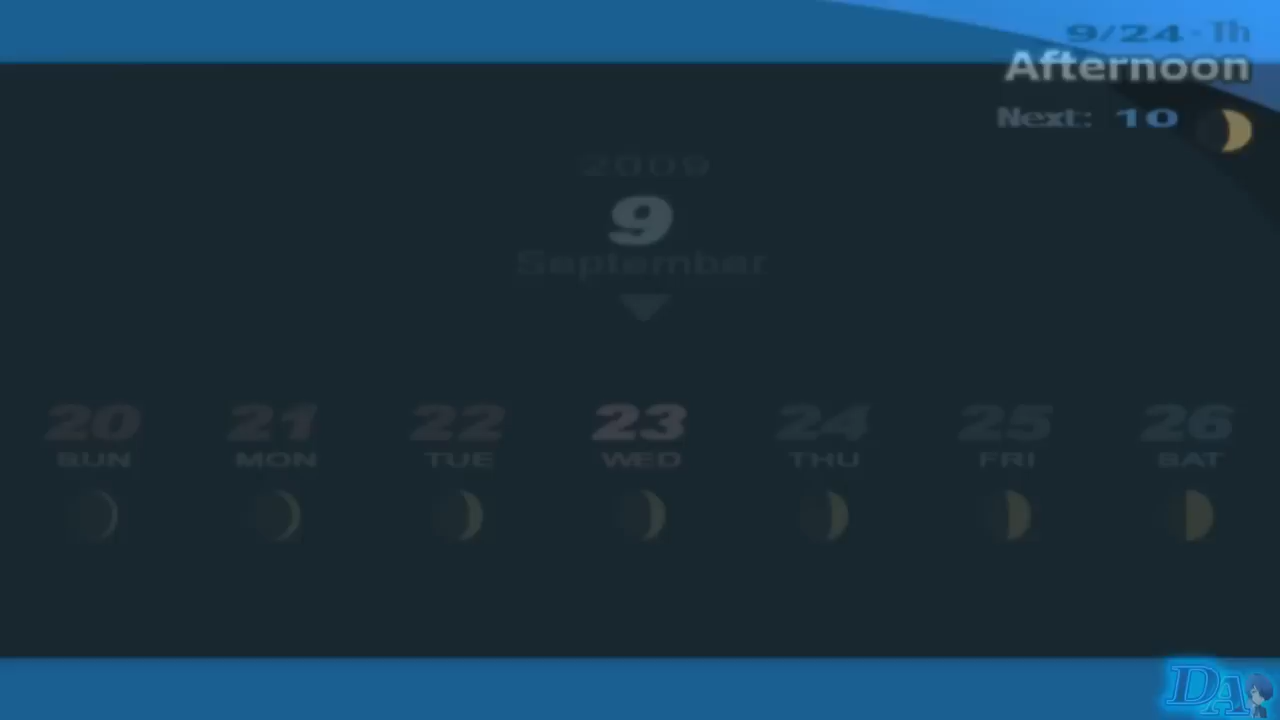 9/24 · Th
Afternoon
Next: 10
2009
9
September
20 21 22 23 24 25 26
SUN MON TUE WED THU FRI SAT
DA